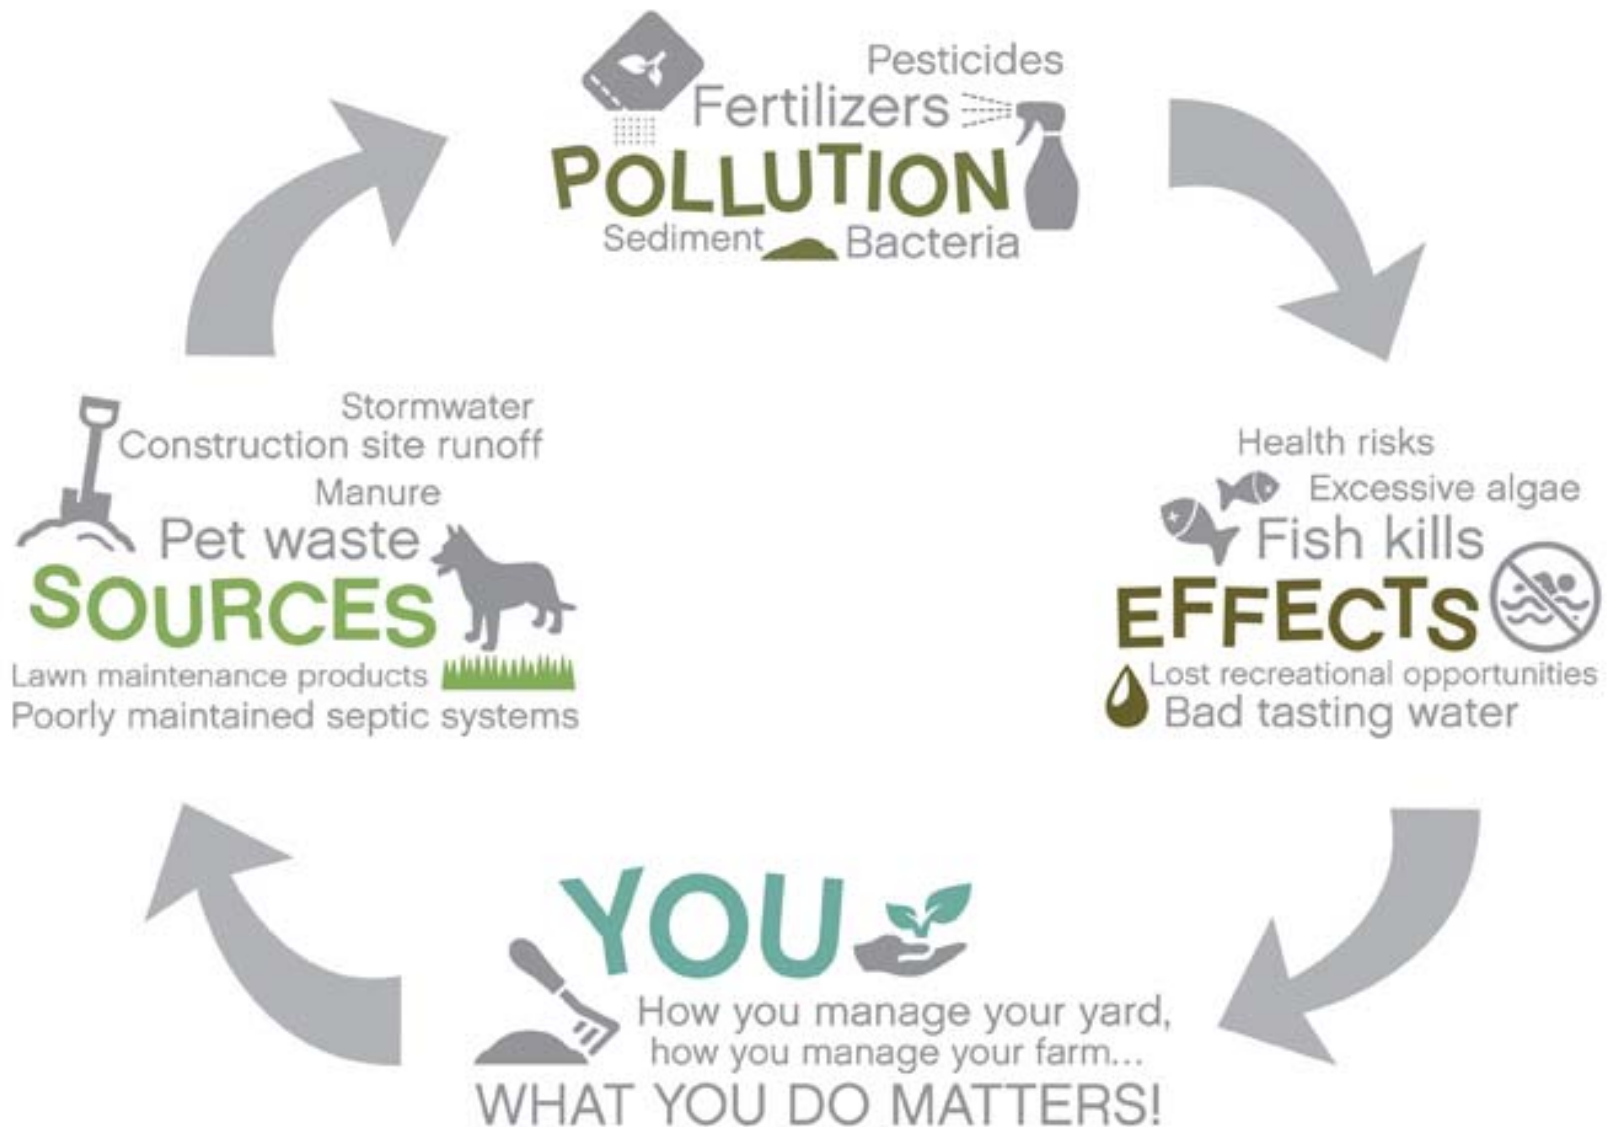 Pesticides
Fertilizers
POLLUTION
Sediment Bacteria
Health risks
Excessive algae
Fish kills
EFFECTS
Lost recreational opportunities
Bad tasting water
YOU
How you manage your yard,
how you manage your farm...
WHAT YOU DO MATTERS!
Stormwater
Construction site runoff
Manure
Pet waste
SOURCES
Lawn maintenance products
Poorly maintained septic systems